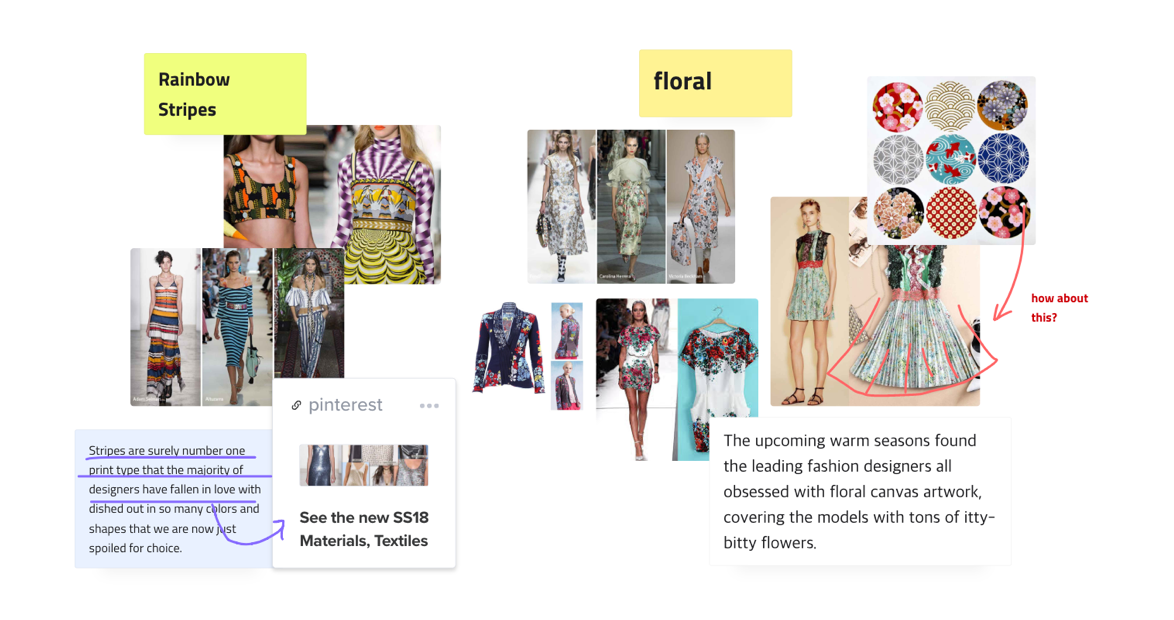 Rainbow
Stripes
floral
Carolina Herrera
how about
this?
pinterest
See the new SS18
Materials, Textiles
Stripes are surely number one
print type that the majority of
designers have fallen in love with
dished out in so many colors and
shapes that we are now just
spoiled for choice.
The upcoming warm seasons found
the leading fashion designers all
obsessed with floral canvas artwork,
covering the models with tons of itty-
bitty flowers.